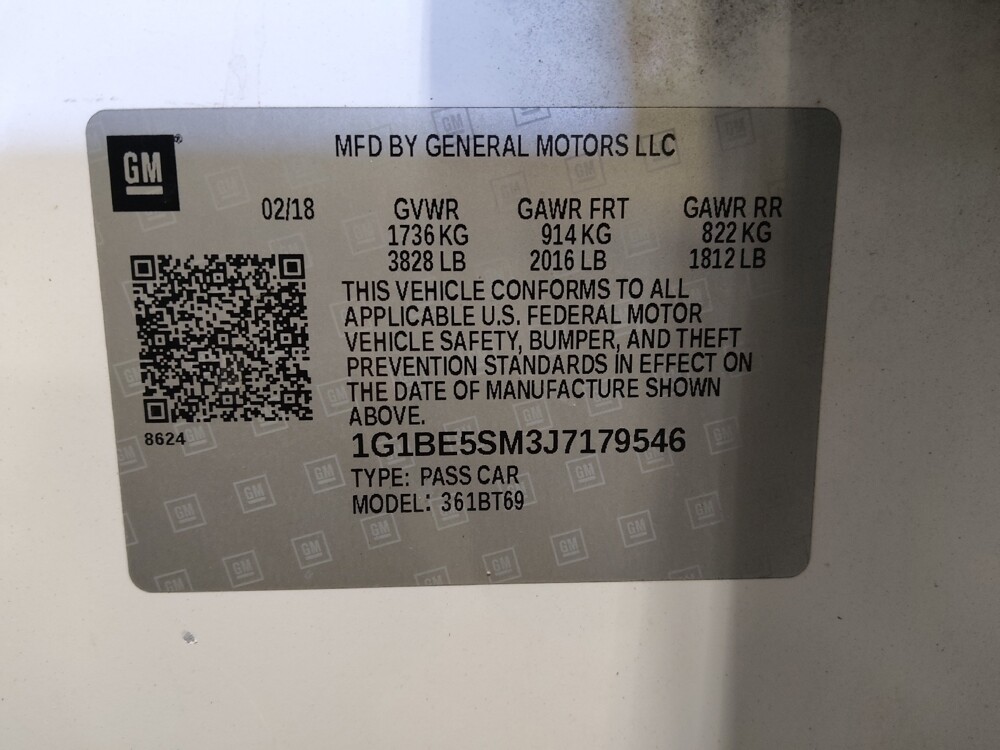 GM
MFD BY GENERAL MOTORS LLC
02/18 GVWR GAWR FRT GAWR RR
1736 KG 914 KG 822 KG
3828 LB 2016 LB 1812 LB
THIS VEHICLE CONFORMS TO ALL
APPLICABLE U.S. FEDERAL MOTOR
VEHICLE SAFETY, BUMPER, AND THEFT
PREVENTION STANDARDS IN EFFECT ON
THE DATE OF MANUFACTURE SHOWN
ABOVE.
8624
1G1BE5SM3J7179546
TYPE: PASS CAR
MODEL: 361BT69